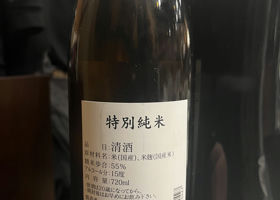 特別純米
品目:清酒
原材料名:米(国産)、米麹(国産米)
精米歩合:55%
アルコール分:15度
内容量:720ml